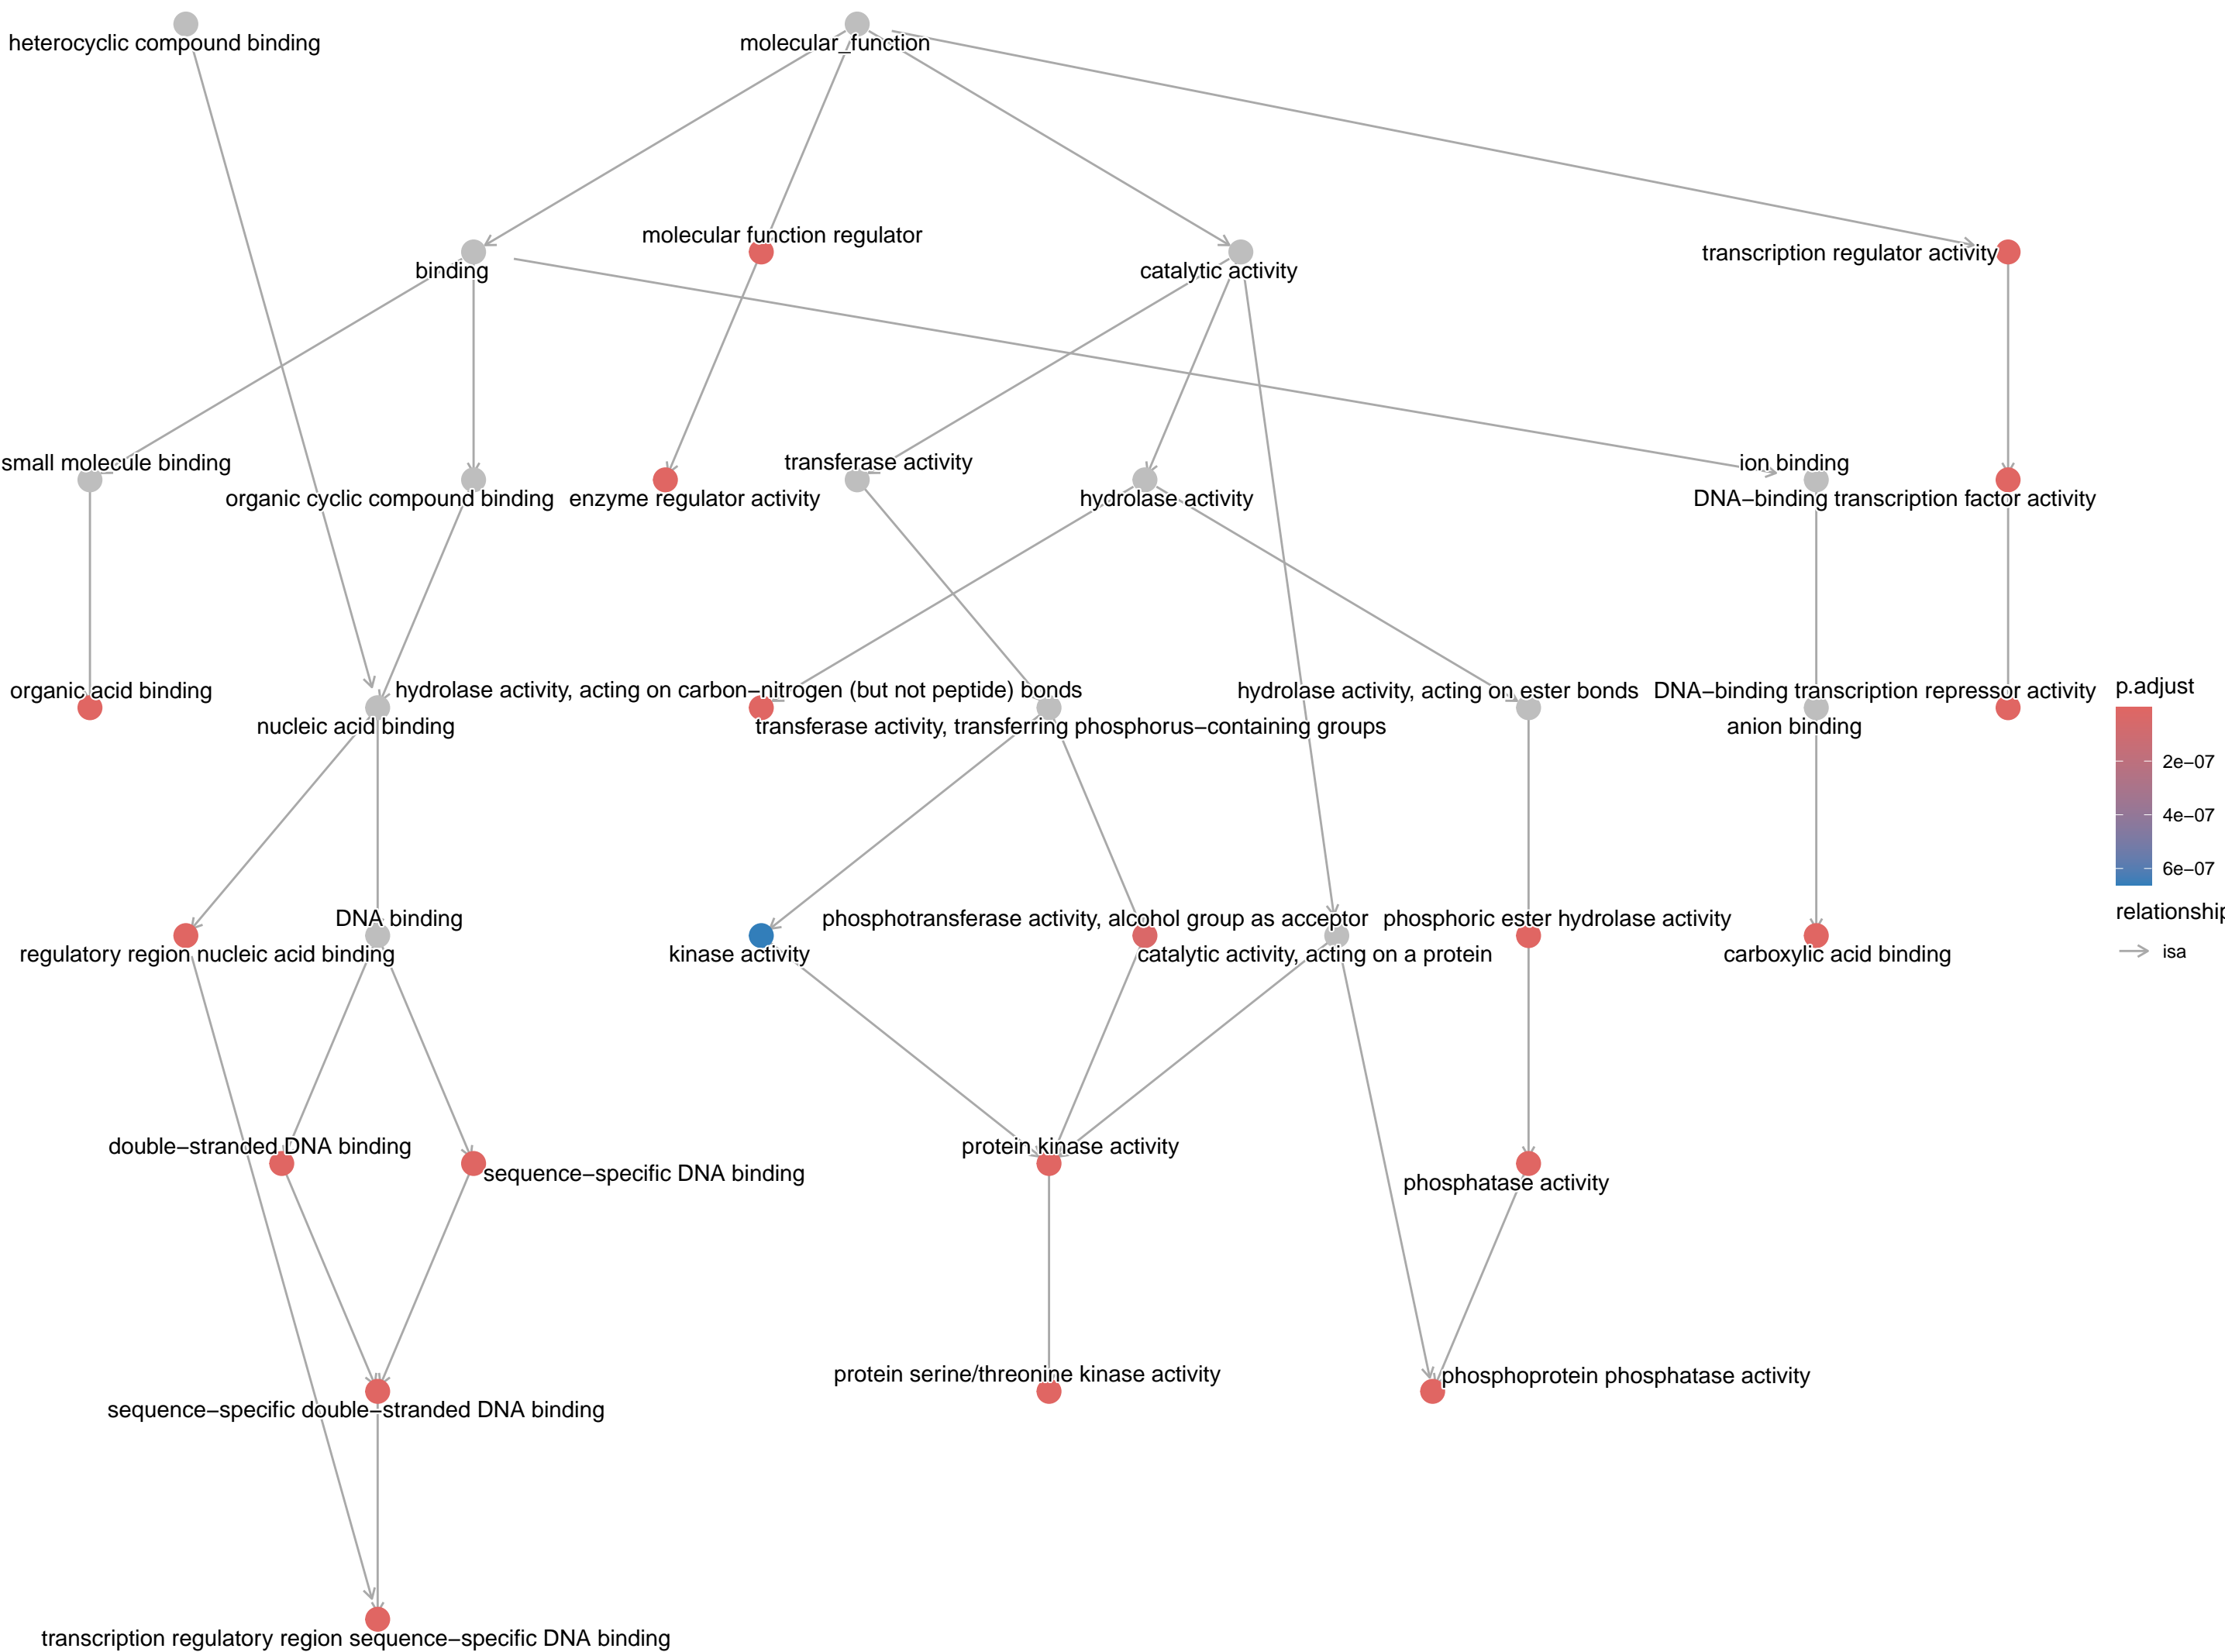 heterocyclic compound binding
molecular_function
molecular function regulator
binding
catalytic activity
transcription regulator activity
small molecule binding
transferase activity
ion binding
organic cyclic compound binding
enzyme regulator activity
hydrolase activity
DNA−binding transcription factor activity
organic acid binding
hydrolase activity, acting on carbon−nitrogen (but not peptide) bonds
hydrolase activity, acting on ester bonds
DNA−binding transcription repressor activity
nucleic acid binding
transferase activity, transferring phosphorus−containing groups
anion binding
p.adjust
2e−07
4e−07
6e−07
relationship
isa
DNA binding
phosphotransferase activity, alcohol group as acceptor
phosphoric ester hydrolase activity
regulatory region nucleic acid binding
kinase activity
catalytic activity, acting on a protein
carboxylic acid binding
double−stranded DNA binding
protein kinase activity
sequence−specific DNA binding
phosphatase activity
protein serine/threonine kinase activity
phosphoprotein phosphatase activity
sequence−specific double−stranded DNA binding
transcription regulatory region sequence−specific DNA binding